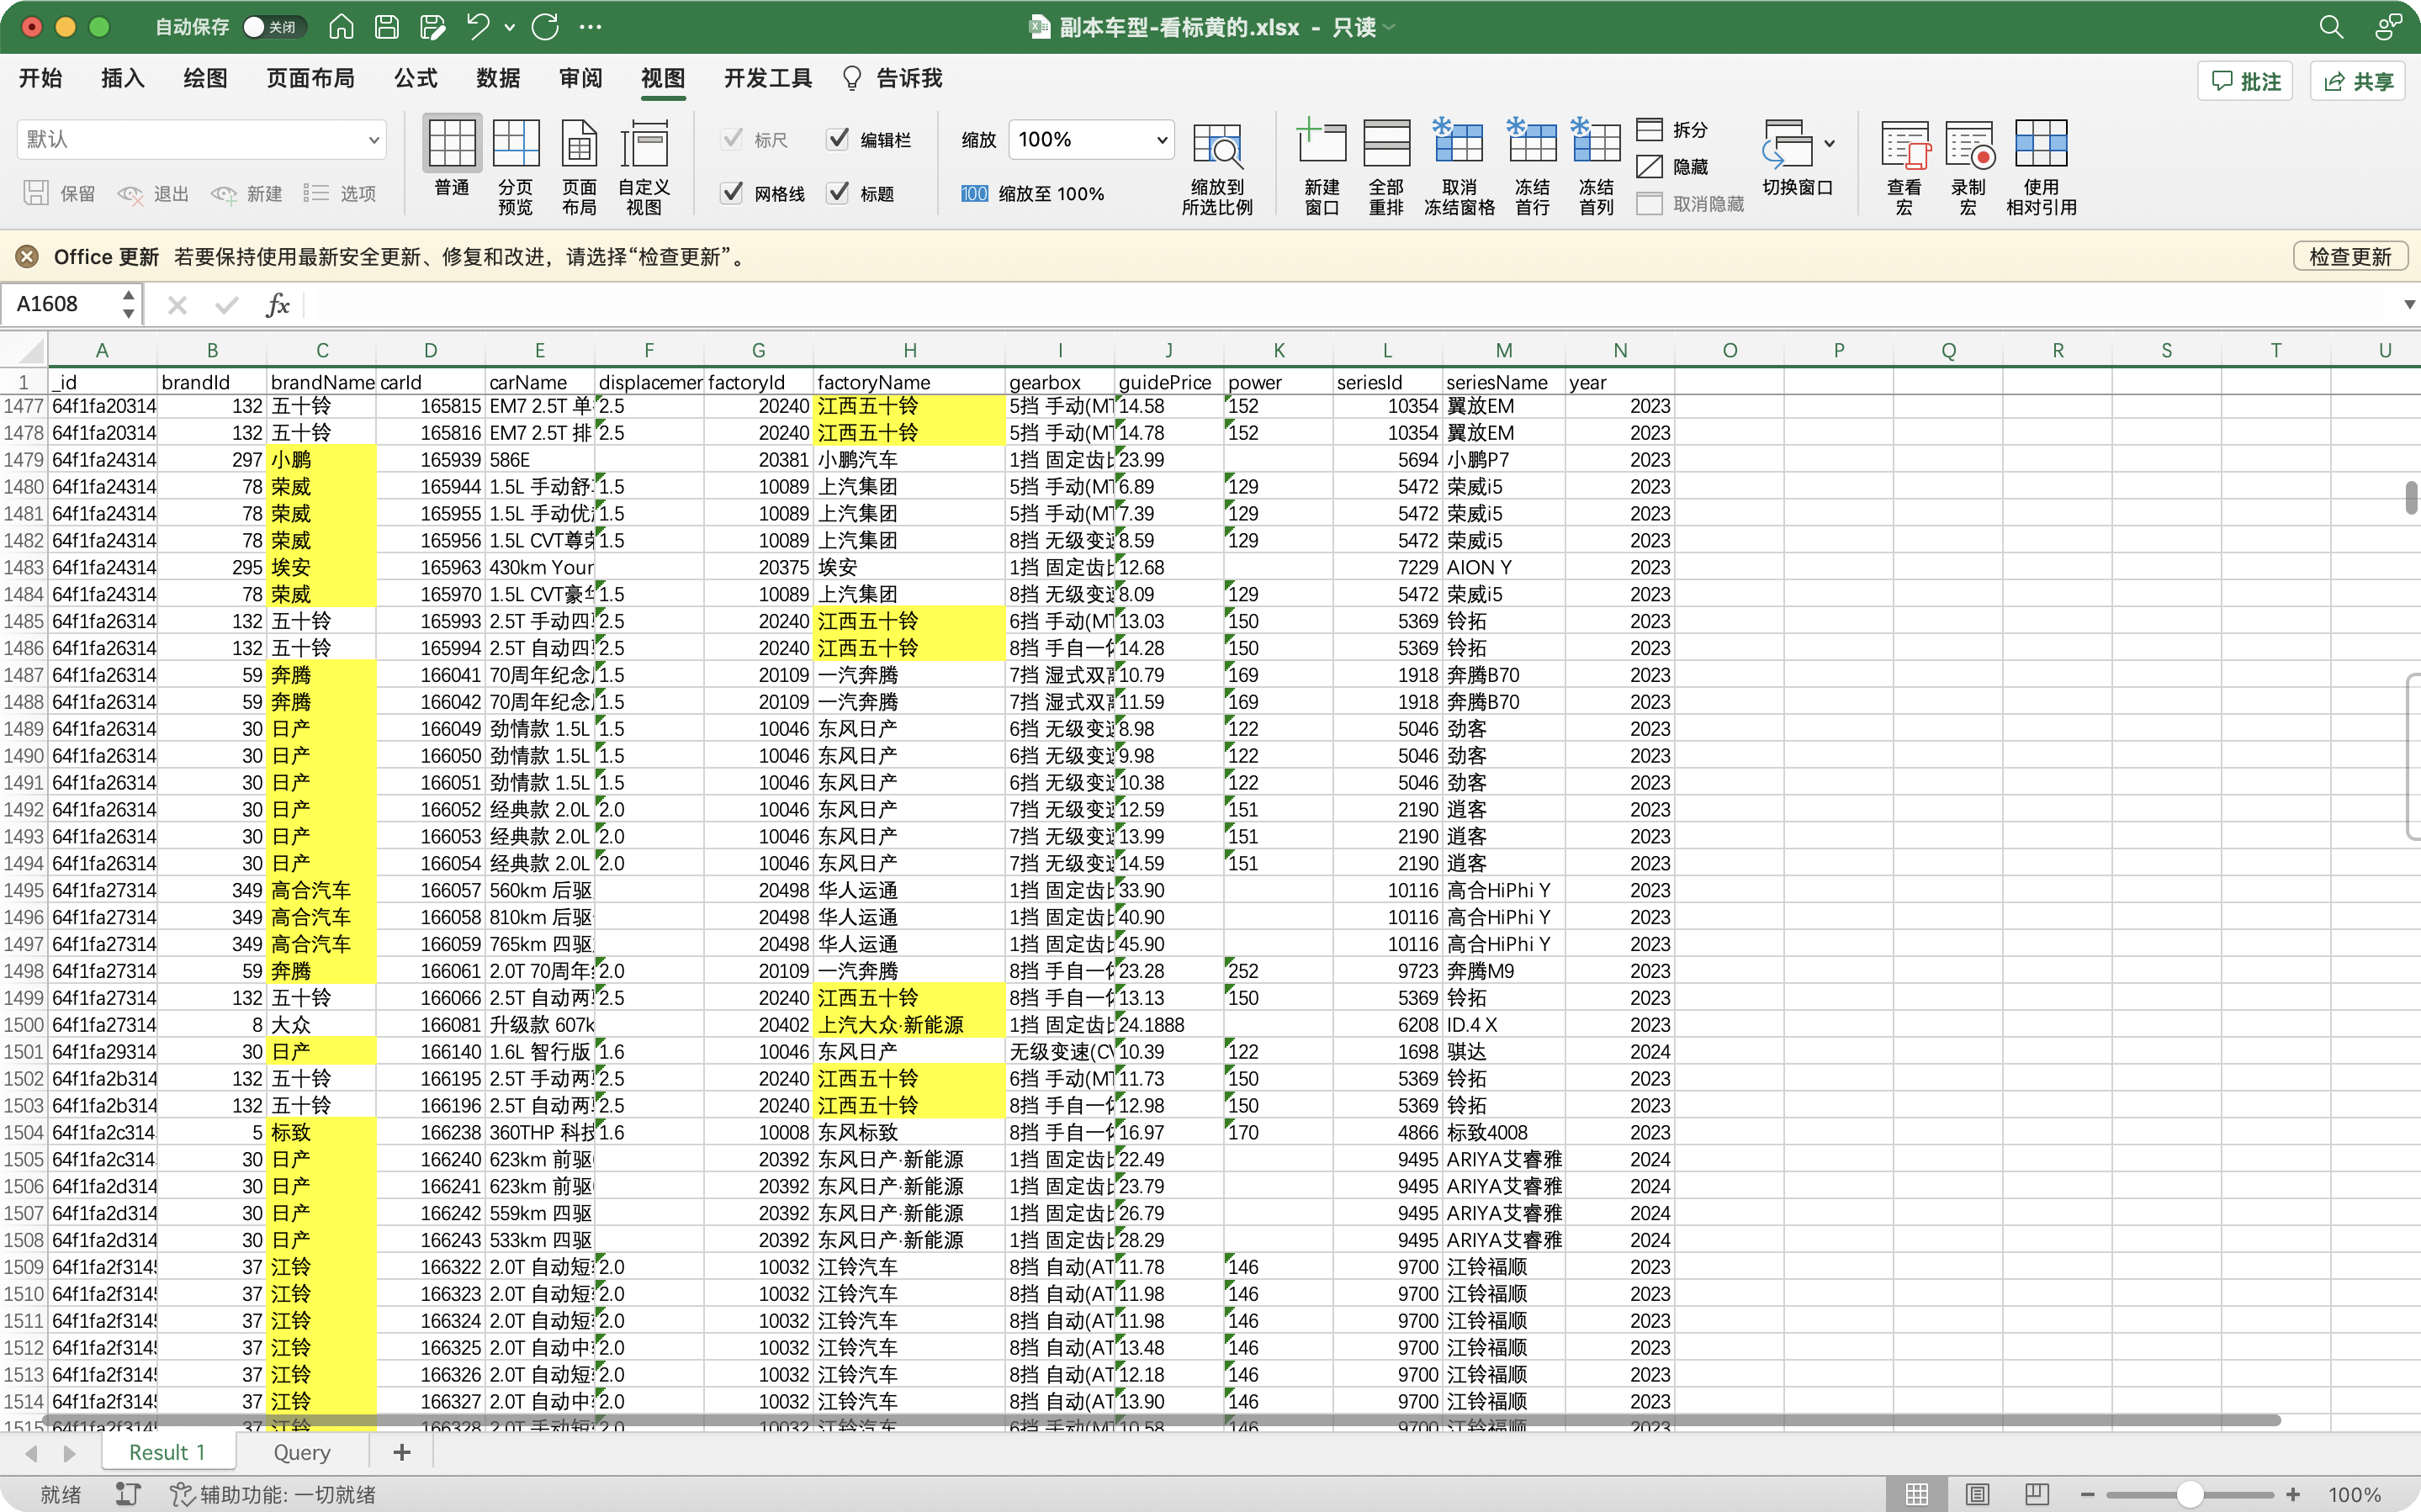 自动保存 关闭 副本车型-看标黄的.xlsx - 只读
开始 插入 绘图 页面布局 公式 数据 审阅 视图 开发工具 告诉我 批注 共享
默认 标尺 编辑栏 缩放 100% 拆分
保留 退出 新建 选项 普通 分页预览 页面布局 自定义视图 网格线 标题 100 缩放至 100% 缩放到所选比例 新建窗口 全部重排 取消冻结窗格 冻结首行 冻结首列 隐藏 取消隐藏 切换窗口 查看宏 录制宏 使用相对引用
Office 更新 若要保持使用最新安全更新、修复和改进，请选择“检查更新”。 检查更新
A1608 fx
A B C D E F G H I J K L M N O P Q R S T U
1 _id brandId brandName carId carName displacemer factoryId factoryName gearbox guidePrice power seriesId seriesName year
1477 64f1fa20314 132 五十铃 165815 EM7 2.5T 单 2.5 20240 江西五十铃 5挡 手动(MT 14.58 152 10354 翼放EM 2023
1478 64f1fa20314 132 五十铃 165816 EM7 2.5T 排 2.5 20240 江西五十铃 5挡 手动(MT 14.78 152 10354 翼放EM 2023
1479 64f1fa24314 297 小鹏 165939 586E 20381 小鹏汽车 1挡 固定齿比 23.99 5694 小鹏P7 2023
1480 64f1fa24314 78 荣威 165944 1.5L 手动舒 1.5 10089 上汽集团 5挡 手动(MT 6.89 129 5472 荣威i5 2023
1481 64f1fa24314 78 荣威 165955 1.5L 手动优 1.5 10089 上汽集团 5挡 手动(MT 7.39 129 5472 荣威i5 2023
1482 64f1fa24314 78 荣威 165956 1.5L CVT尊荣 1.5 10089 上汽集团 8挡 无级变速 8.59 129 5472 荣威i5 2023
1483 64f1fa24314 295 埃安 165963 430km Your 20375 埃安 1挡 固定齿比 12.68 7229 AION Y 2023
1484 64f1fa24314 78 荣威 165970 1.5L CVT豪华 1.5 10089 上汽集团 8挡 无级变速 8.09 129 5472 荣威i5 2023
1485 64f1fa26314 132 五十铃 165993 2.5T 手动四 2.5 20240 江西五十铃 6挡 手动(MT 13.03 150 5369 铃拓 2023
1486 64f1fa26314 132 五十铃 165994 2.5T 自动四 2.5 20240 江西五十铃 8挡 手自一体 14.28 150 5369 铃拓 2023
1487 64f1fa26314 59 奔腾 166041 70周年纪念 1.5 20109 一汽奔腾 7挡 湿式双离 10.79 169 1918 奔腾B70 2023
1488 64f1fa26314 59 奔腾 166042 70周年纪念 1.5 20109 一汽奔腾 7挡 湿式双离 11.59 169 1918 奔腾B70 2023
1489 64f1fa26314 30 日产 166049 劲情款 1.5L 1.5 10046 东风日产 6挡 无级变速 8.98 122 5046 劲客 2023
1490 64f1fa26314 30 日产 166050 劲情款 1.5L 1.5 10046 东风日产 6挡 无级变速 9.98 122 5046 劲客 2023
1491 64f1fa26314 30 日产 166051 劲情款 1.5L 1.5 10046 东风日产 6挡 无级变速 10.38 122 5046 劲客 2023
1492 64f1fa26314 30 日产 166052 经典款 2.0L 2.0 10046 东风日产 7挡 无级变速 12.59 151 2190 逍客 2023
1493 64f1fa26314 30 日产 166053 经典款 2.0L 2.0 10046 东风日产 7挡 无级变速 13.99 151 2190 逍客 2023
1494 64f1fa26314 30 日产 166054 经典款 2.0L 2.0 10046 东风日产 7挡 无级变速 14.59 151 2190 逍客 2023
1495 64f1fa27314 349 高合汽车 166057 560km 后驱 20498 华人运通 1挡 固定齿比 33.90 10116 高合HiPhi Y 2023
1496 64f1fa27314 349 高合汽车 166058 810km 后驱 20498 华人运通 1挡 固定齿比 40.90 10116 高合HiPhi Y 2023
1497 64f1fa27314 349 高合汽车 166059 765km 四驱 20498 华人运通 1挡 固定齿比 45.90 10116 高合HiPhi Y 2023
1498 64f1fa27314 59 奔腾 166061 2.0T 70周年 2.0 20109 一汽奔腾 8挡 手自一体 23.28 252 9723 奔腾M9 2023
1499 64f1fa27314 132 五十铃 166066 2.5T 自动两 2.5 20240 江西五十铃 8挡 手自一体 13.13 150 5369 铃拓 2023
1500 64f1fa27314 8 大众 166081 升级款 607k 20402 上汽大众·新能源 1挡 固定齿比 24.1888 6208 ID.4 X 2023
1501 64f1fa29314 30 日产 166140 1.6L 智行版 1.6 10046 东风日产 无级变速(CV 10.39 122 1698 骐达 2024
1502 64f1fa2b314 132 五十铃 166195 2.5T 手动两 2.5 20240 江西五十铃 6挡 手动(MT 11.73 150 5369 铃拓 2023
1503 64f1fa2b314 132 五十铃 166196 2.5T 自动两 2.5 20240 江西五十铃 8挡 手自一体 12.98 150 5369 铃拓 2023
1504 64f1fa2c314 5 标致 166238 360THP 科技 1.6 10008 东风标致 8挡 手自一体 16.97 170 4866 标致4008 2023
1505 64f1fa2c314 30 日产 166240 623km 前驱 20392 东风日产·新能源 1挡 固定齿比 22.49 9495 ARIYA艾睿雅 2024
1506 64f1fa2d314 30 日产 166241 623km 前驱 20392 东风日产·新能源 1挡 固定齿比 23.79 9495 ARIYA艾睿雅 2024
1507 64f1fa2d314 30 日产 166242 559km 四驱 20392 东风日产·新能源 1挡 固定齿比 26.79 9495 ARIYA艾睿雅 2024
1508 64f1fa2d314 30 日产 166243 533km 四驱 20392 东风日产·新能源 1挡 固定齿比 28.29 9495 ARIYA艾睿雅 2024
1509 64f1fa2f314 37 江铃 166322 2.0T 自动短 2.0 10032 江铃汽车 8挡 自动(AT 11.78 146 9700 江铃福顺 2023
1510 64f1fa2f314 37 江铃 166323 2.0T 自动短 2.0 10032 江铃汽车 8挡 自动(AT 11.98 146 9700 江铃福顺 2023
1511 64f1fa2f314 37 江铃 166324 2.0T 自动短 2.0 10032 江铃汽车 8挡 自动(AT 11.98 146 9700 江铃福顺 2023
1512 64f1fa2f314 37 江铃 166325 2.0T 自动中 2.0 10032 江铃汽车 8挡 自动(AT 13.48 146 9700 江铃福顺 2023
1513 64f1fa2f314 37 江铃 166326 2.0T 自动短 2.0 10032 江铃汽车 8挡 自动(AT 12.18 146 9700 江铃福顺 2023
1514 64f1fa2f314 37 江铃 166327 2.0T 自动中 2.0 10032 江铃汽车 8挡 自动(AT 13.90 146 9700 江铃福顺 2023
1515 64f1fa2f314 37 江铃 166328 2.0T 手动短 2.0 10032 江铃汽车 6挡 手动(MT 10.58 146 9700 江铃福顺 2023
Result 1 Query +
就绪 辅助功能: 一切就绪 100%